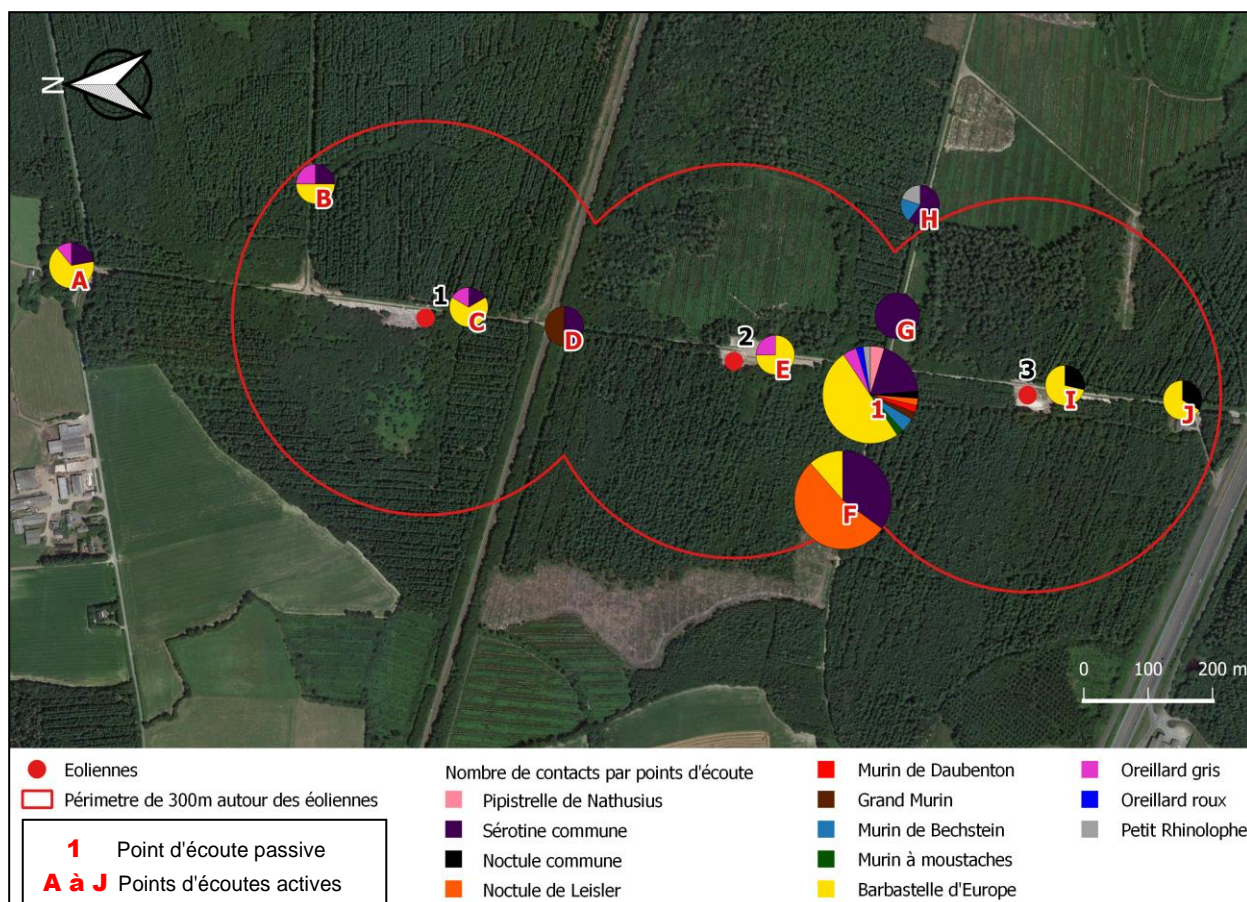 N
B
H
A
1
C
D
G
2
E
3
I
1
J
F
0 100 200 m
Eoliennes
Périmetre de 300m autour des éoliennes
1 Point d'écoute passive
A à J Points d'écoutes actives
Nombre de contacts par points d'écoute
Pipistrelle de Nathusius
Sérotine commune
Noctule commune
Noctule de Leisler
Murin de Daubenton
Grand Murin
Murin de Bechstein
Murin à moustaches
Barbastelle d'Europe
Oreillard gris
Oreillard roux
Petit Rhinolophe